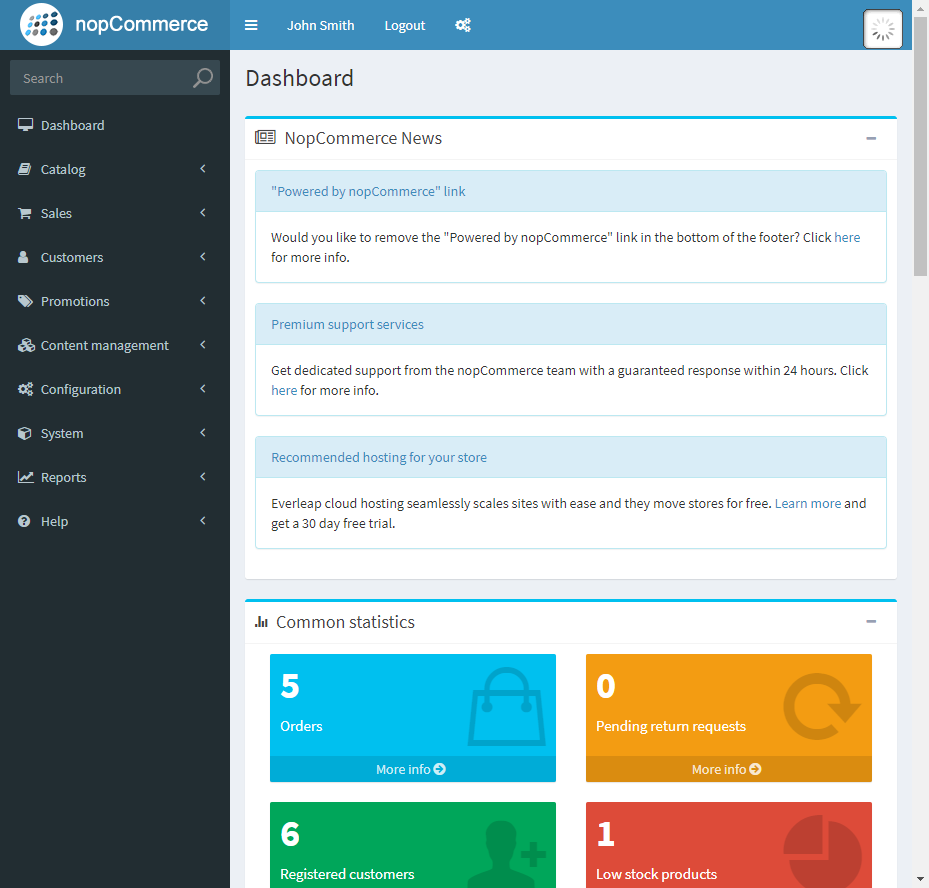 nopCommerce
John Smith
Logout
Search
Dashboard
Catalog
Sales
Customers
Promotions
Content management
Configuration
System
Reports
Help
Dashboard
NopCommerce News
"Powered by nopCommerce" link
Would you like to remove the "Powered by nopCommerce" link in the bottom of the footer? Click here
for more info.
Premium support services
Get dedicated support from the nopCommerce team with a guaranteed response within 24 hours. Click
here for more info.
Recommended hosting for your store
Everleap cloud hosting seamlessly scales sites with ease and they move stores for free. Learn more and
get a 30 day free trial.
Common statistics
5
Orders
More info
0
Pending return requests
More info
6
Registered customers
1
Low stock products